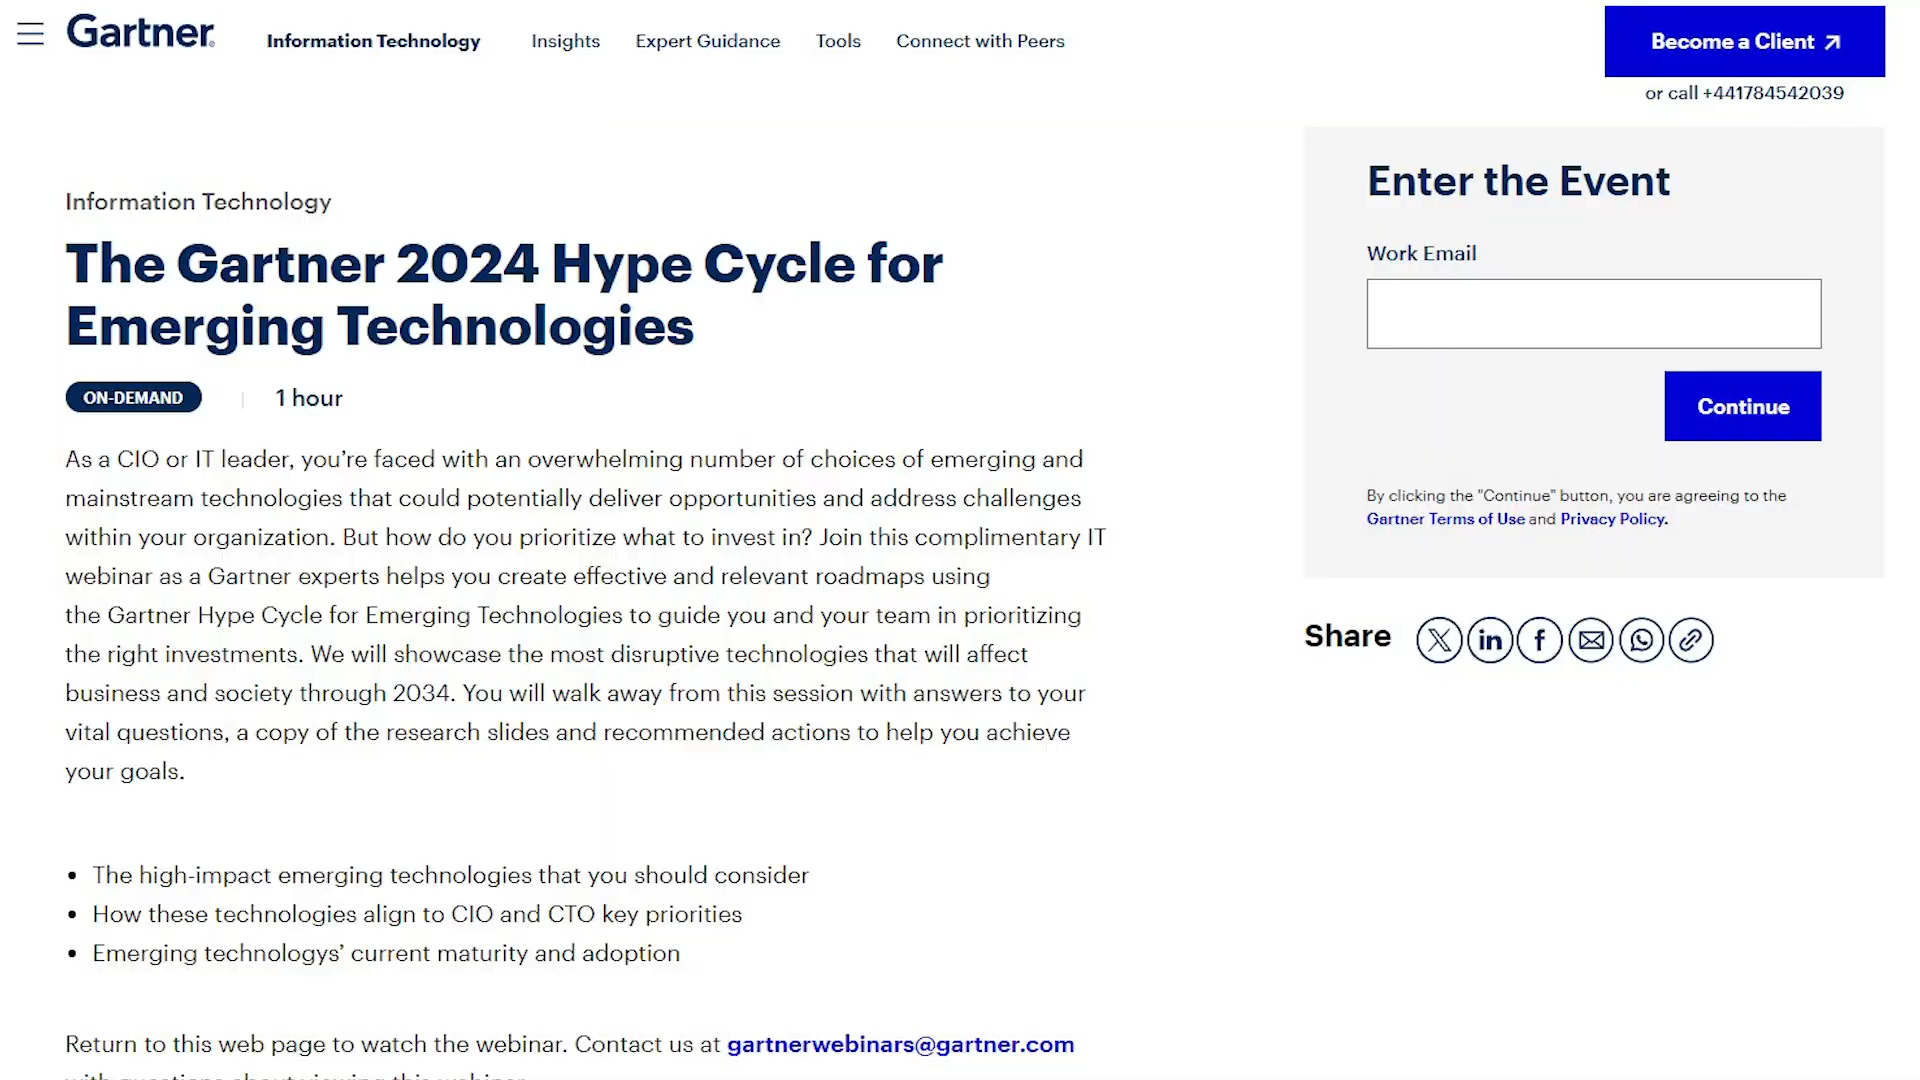 Gartner
Information Technology
Insights
Expert Guidance
Tools
Connect with Peers
Become a Client
or call +441784542039
Information Technology
The Gartner 2024 Hype Cycle for
Emerging Technologies
ON-DEMAND
1 hour
As a CIO or IT leader, you’re faced with an overwhelming number of choices of emerging and
mainstream technologies that could potentially deliver opportunities and address challenges
within your organization. But how do you prioritize what to invest in? Join this complimentary IT
webinar as a Gartner experts helps you create effective and relevant roadmaps using
the Gartner Hype Cycle for Emerging Technologies to guide you and your team in prioritizing
the right investments. We will showcase the most disruptive technologies that will affect
business and society through 2034. You will walk away from this session with answers to your
vital questions, a copy of the research slides and recommended actions to help you achieve
your goals.
• The high-impact emerging technologies that you should consider
• How these technologies align to CIO and CTO key priorities
• Emerging technologys’ current maturity and adoption
Return to this web page to watch the webinar. Contact us at gartnerwebinars@gartner.com
Enter the Event
Work Email
Continue
By clicking the "Continue" button, you are agreeing to the
Gartner Terms of Use and Privacy Policy.
Share